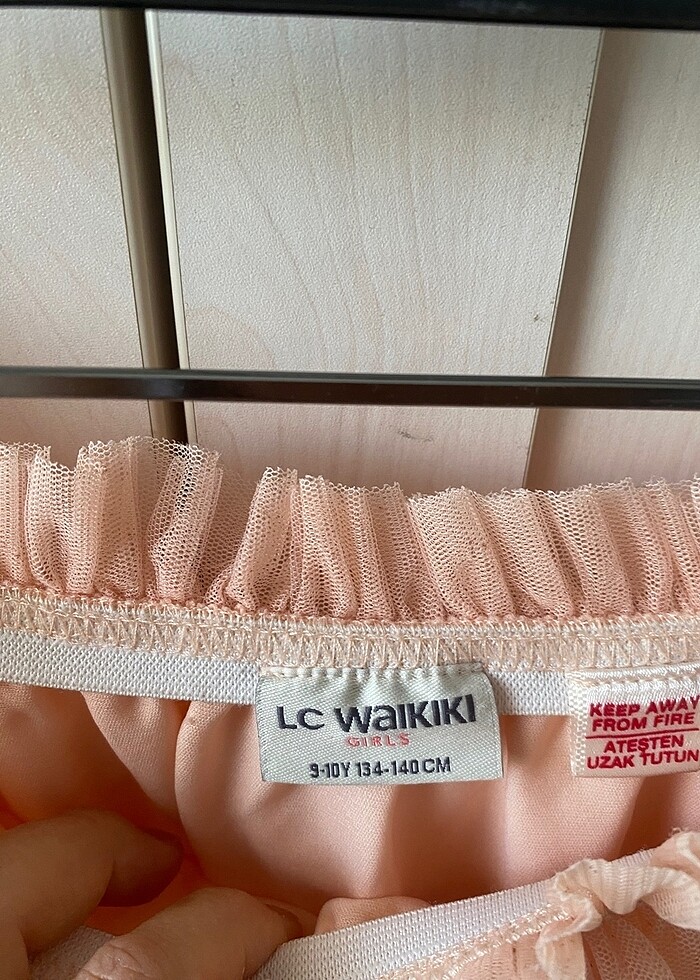 LC WAIKIKI
GIRLS
9-10Y 134-140 CM
KEEP AWAY
FROM FIRE
ATEŞTEN
UZAK TUTUN